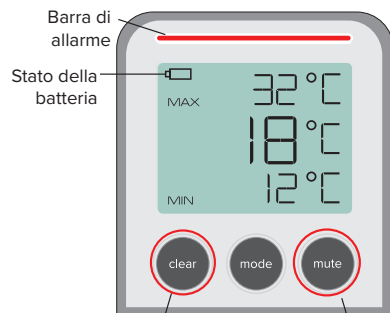 Barra di
allarme
Stato della
batteria
MAX
32°C
18°C
MIN
12°C
clear
mode
mute